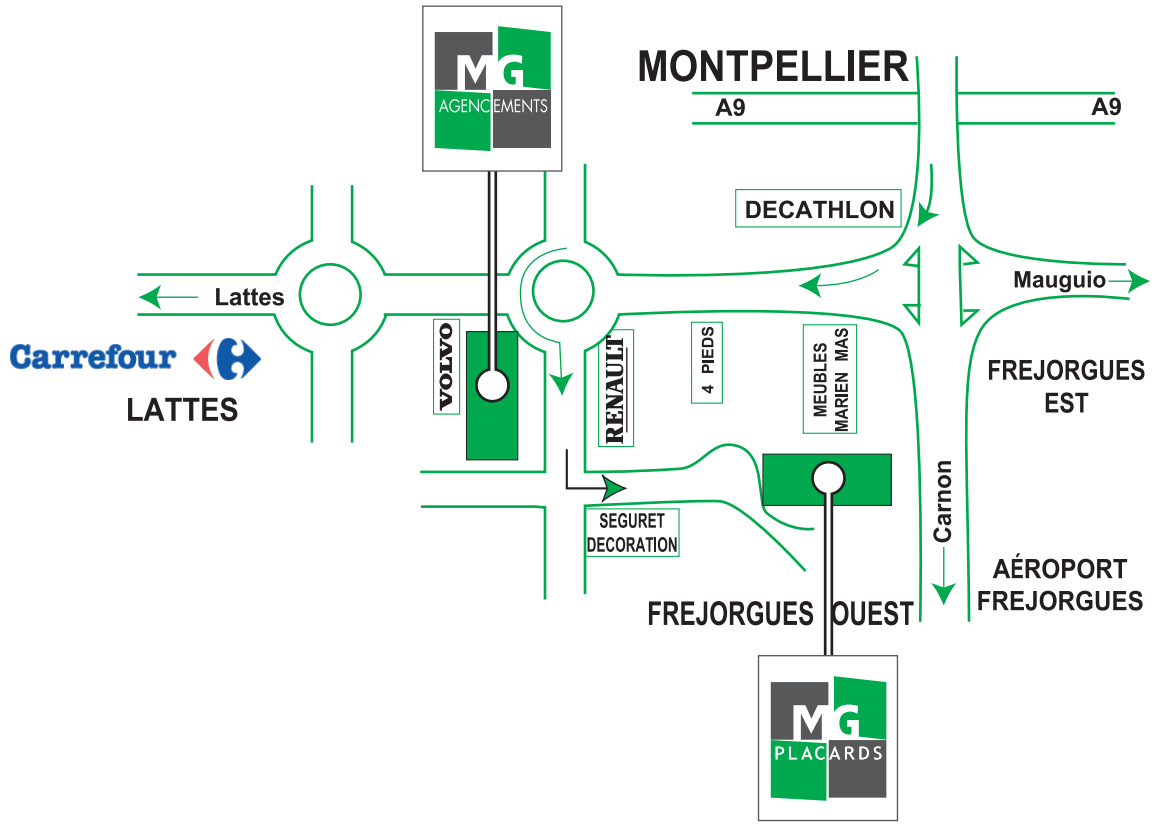 MG
AGENCEMENTS
MONTPELLIER
A9
A9
DECATHLON
Lattes
Mauguio
Carrefour
LATTES
VOLVO
RENAULT
4 PIEDS
MEUBLES
MARIEN MAS
FREJORGUES
EST
SEGURET
DECORATION
Carnon
AÉROPORT
FREJORGUES
FREJORGUES OUEST
MG
PLACARDS